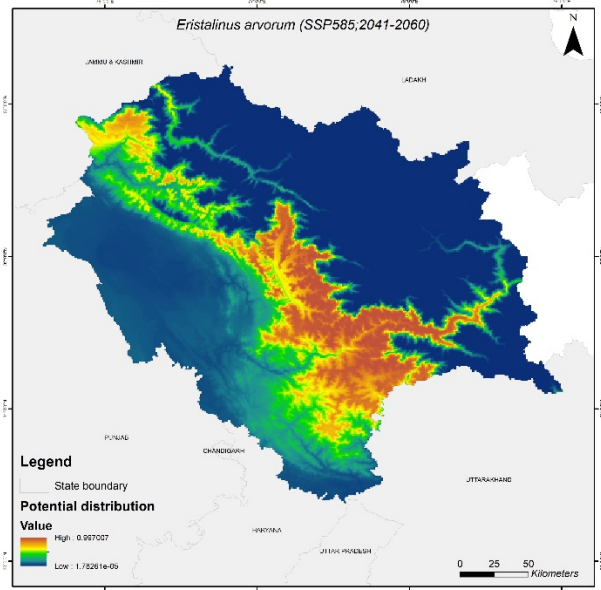 Eristalinus arvorum (SSP585;2041-2060)
N
JAMMU & KASHMIR
LADAKH
PUNJAB
CHANDIGARH
HARYANA
UTTAR PRADESH
UTTARAKHAND
Legend
State boundary
Potential distribution
Value
High : 0.997007
Low : 1.78261e-05
0 25 50
Kilometers